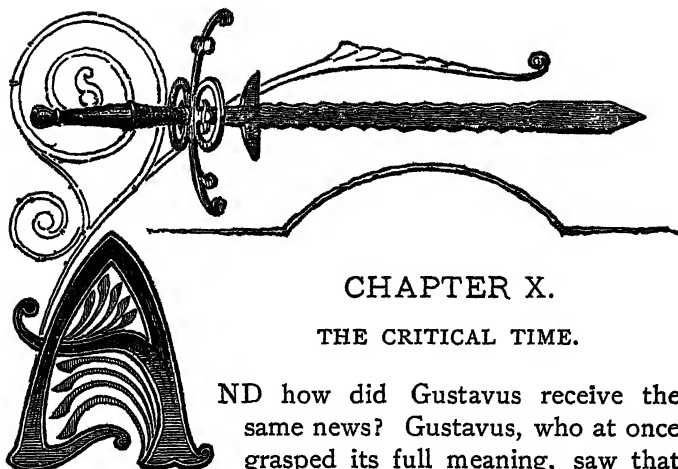 CHAPTER X.
THE CRITICAL TIME.
AND how did Gustavus receive the
same news? Gustavus, who at once
grasped its full meaning, saw that